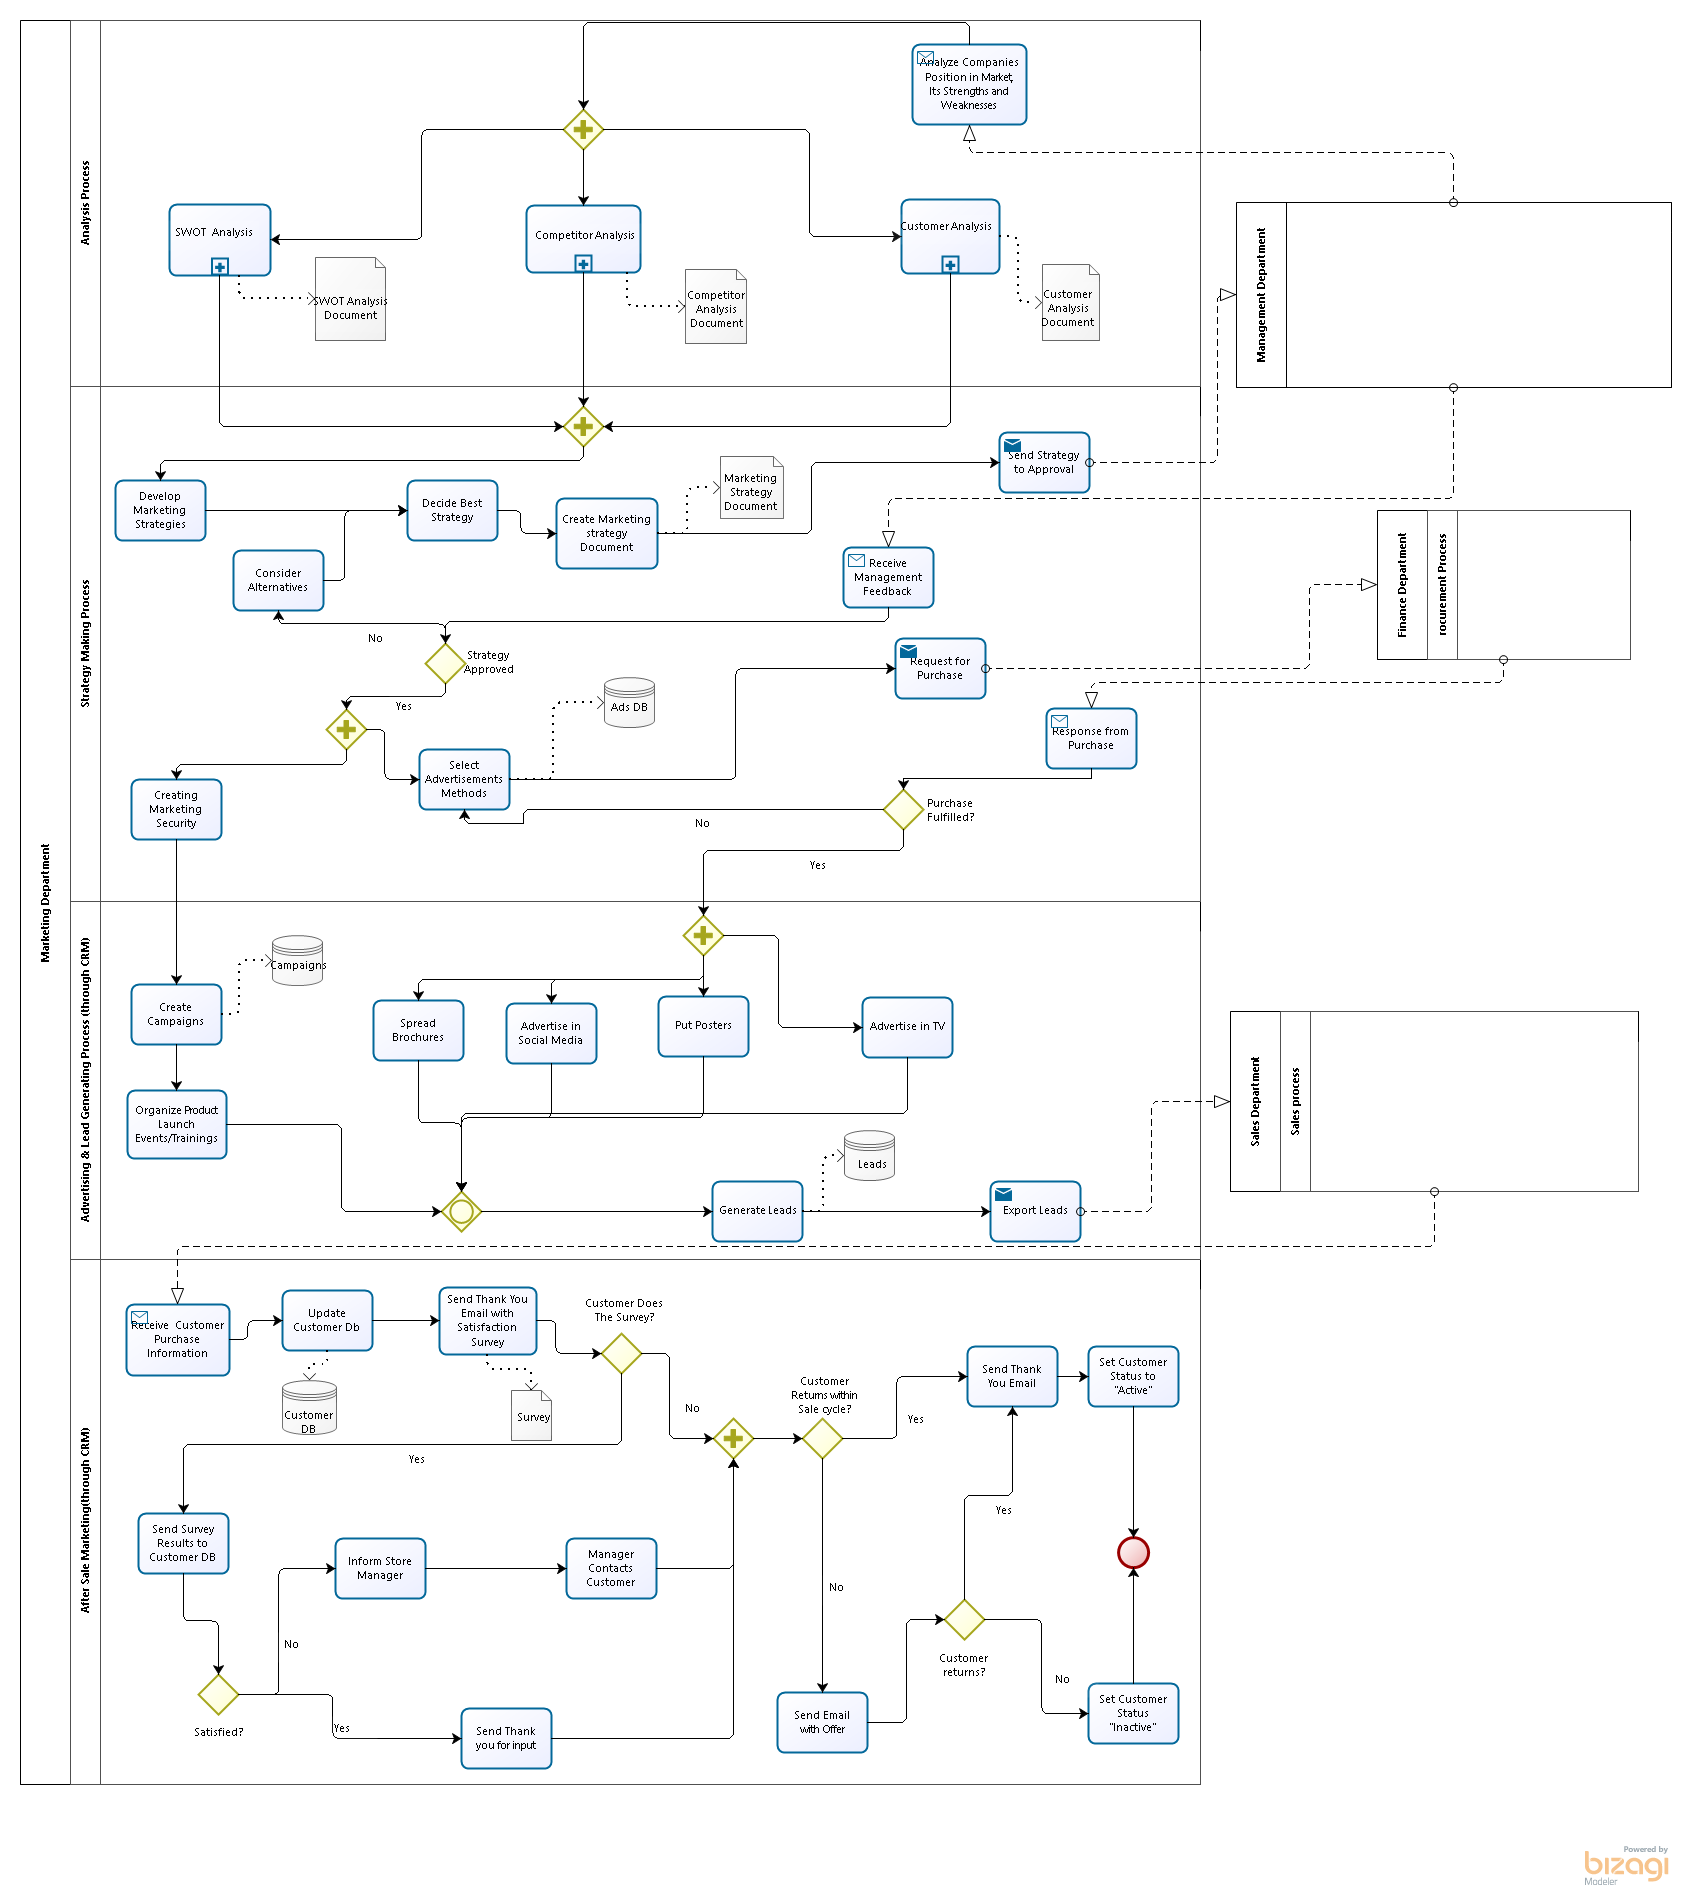 Marketing Department
Analysis Process
Analyze Companies
Position in Market,
Its Strengths and
Weaknesses
SWOT Analysis
Competitor Analysis
Customer Analysis
SWOT Analysis
Document
Competitor
Analysis
Document
Customer
Analysis
Document
Management Department
Strategy Making Process
Develop
Marketing
Strategies
Decide Best
Strategy
Create Marketing
strategy
Document
Marketing
Strategy
Document
Send Strategy
to Approval
Consider
Alternatives
Receive
Management
Feedback
Finance Department
rocurement Process
No
Strategy
Approved
Yes
Request for
Purchase
Ads DB
Response from
Purchase
Select
Advertisements
Methods
Creating
Marketing
Security
Purchase
Fulfilled?
No
Yes
Advertising & Lead Generating Process (through CRM)
Campaigns
Create
Campaigns
Spread
Brochures
Advertise in
Social Media
Put Posters
Advertise in TV
Organize Product
Launch
Events/Trainings
Leads
Generate Leads
Export Leads
Sales Department
Sales process
After Sale Marketing(through CRM)
Receive Customer
Purchase
Information
Update
Customer Db
Send Thank You
Email with
Satisfaction
Survey
Customer Does
The Survey?
Customer
DB
Survey
No
Yes
Customer
Returns within
Sale cycle?
Yes
Send Thank
You Email
Set Customer
Status to
"Active"
Send Survey
Results to
Customer DB
Inform Store
Manager
Manager
Contacts
Customer
No
Yes
No
Satisfied?
Yes
Send Thank
you for input
Send Email
with Offer
Customer
returns?
No
Set Customer
Status
"Inactive"
Powered by
bizagi
Modeler